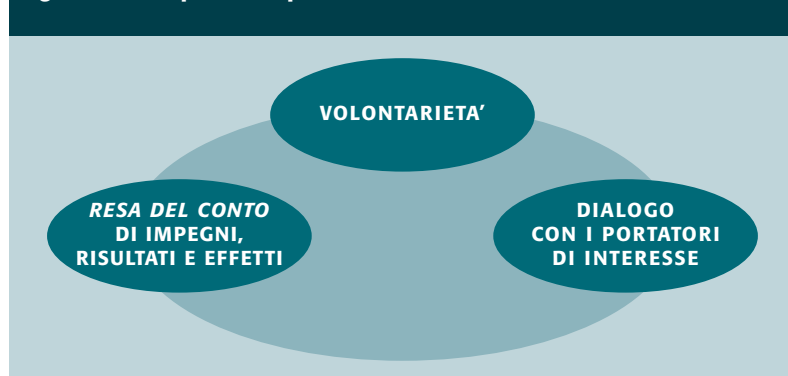 VOLONTARIETA’
RESA DEL CONTO
DI IMPEGNI,
RISULTATI E EFFETTI
DIALOGO
CON I PORTATORI
DI INTERESSE